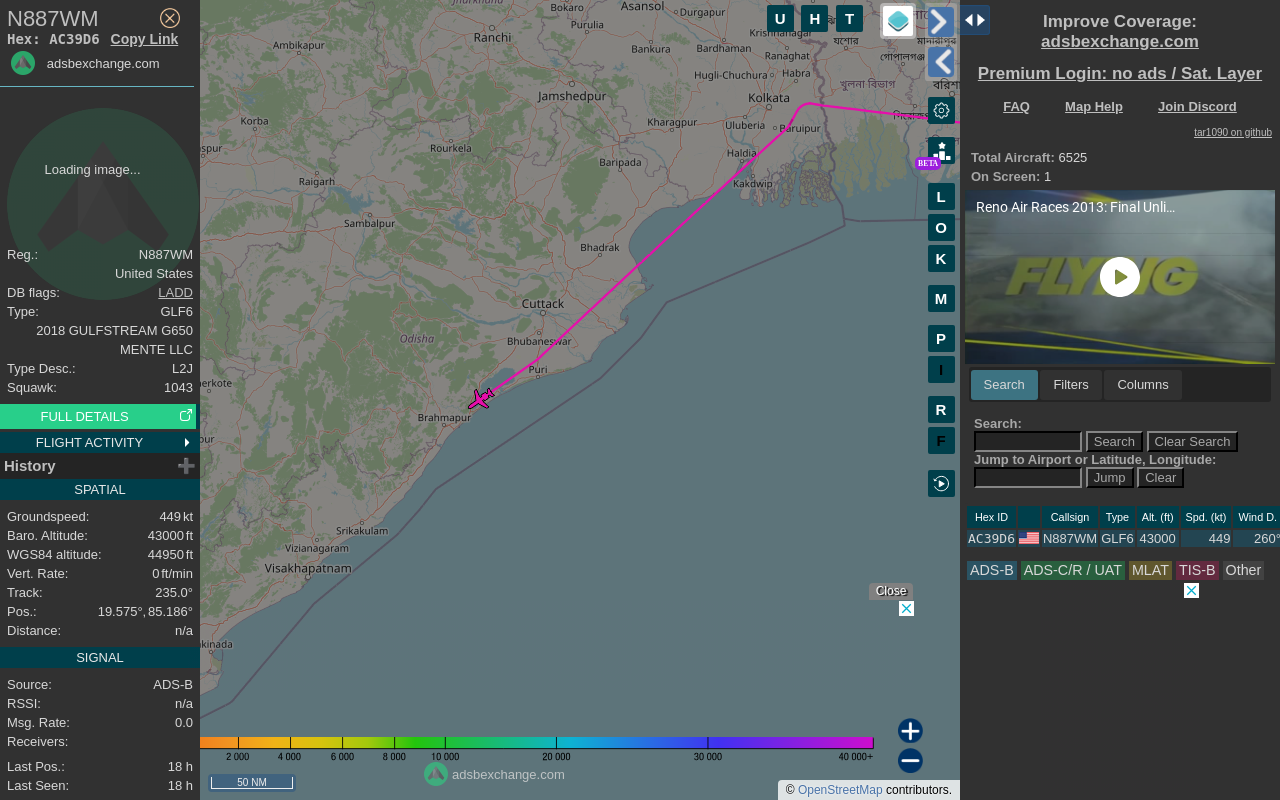 N887WM
Hex: AC39D6 Copy Link
adsbexchange.com
Loading image...
Reg.: N887WM
United States
DB flags: LADD
Type: GLF6
2018 GULFSTREAM G650
MENTE LLC
Type Desc.: L2J
Squawk: 1043
FULL DETAILS
FLIGHT ACTIVITY
History
SPATIAL
Groundspeed: 449 kt
Baro. Altitude: 43000 ft
WGS84 altitude: 44950 ft
Vert. Rate: 0 ft/min
Track: 235.0°
Pos.: 19.575°, 85.186°
Distance: n/a
SIGNAL
Source: ADS-B
RSSI: n/a
Msg. Rate: 0.0
Receivers:
Last Pos.: 18 h
Last Seen: 18 h
Jharkhand
Bokaro
Asansol
Durgapur
Purulia
Ranchi
Krishnanagar
Ambikapur
Bankura
Bardhaman
যশোর
Ranaghat
গোপালগঞ্জ
Hugli-Chuchura
Habra
খুলনা বিভাগ
Jamshedpur
Kolkata
Korba
Kharagpur
Uluberia
Baruipur
Rourkela
Haldia
Baripada
Raigarh
Kakdwip
Sambalpur
Bhadrak
Cuttack
Odisha
Bhubaneswar
Puri
Brahmapur
Srikakulam
Vizianagaram
Visakhapatnam
U H T
BETA
L
O
K
M
P
I
R
F
Close
2 000 4 000 6 000 8 000 10 000 20 000 30 000 40 000+
50 NM
adsbexchange.com
© OpenStreetMap contributors.
Improve Coverage:
adsbexchange.com
Premium Login: no ads / Sat. Layer
FAQ Map Help Join Discord
tar1090 on github
Total Aircraft: 6525
On Screen: 1
Reno Air Races 2013: Final Unli...
FLYING
Search Filters Columns
Search:
Search Clear Search
Jump to Airport or Latitude, Longitude:
Jump Clear
Hex ID Callsign Type Alt. (ft) Spd. (kt) Wind D.
AC39D6 N887WM GLF6 43000 449 260°
ADS-B ADS-C/R / UAT MLAT TIS-B Other